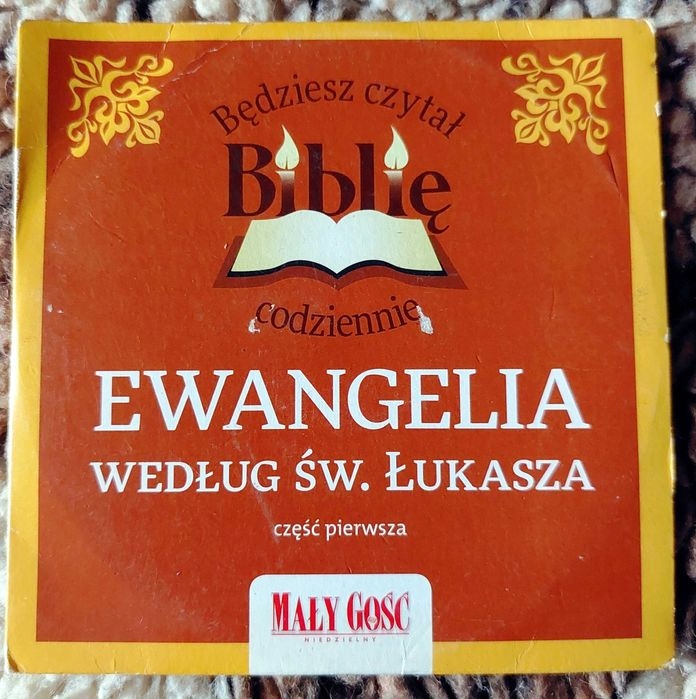 Będziesz czytał
Biblię
codziennie
EWANGELIA
WEDŁUG ŚW. ŁUKASZA
część pierwsza
MAŁY GOŚĆ
NIEDZIELNY